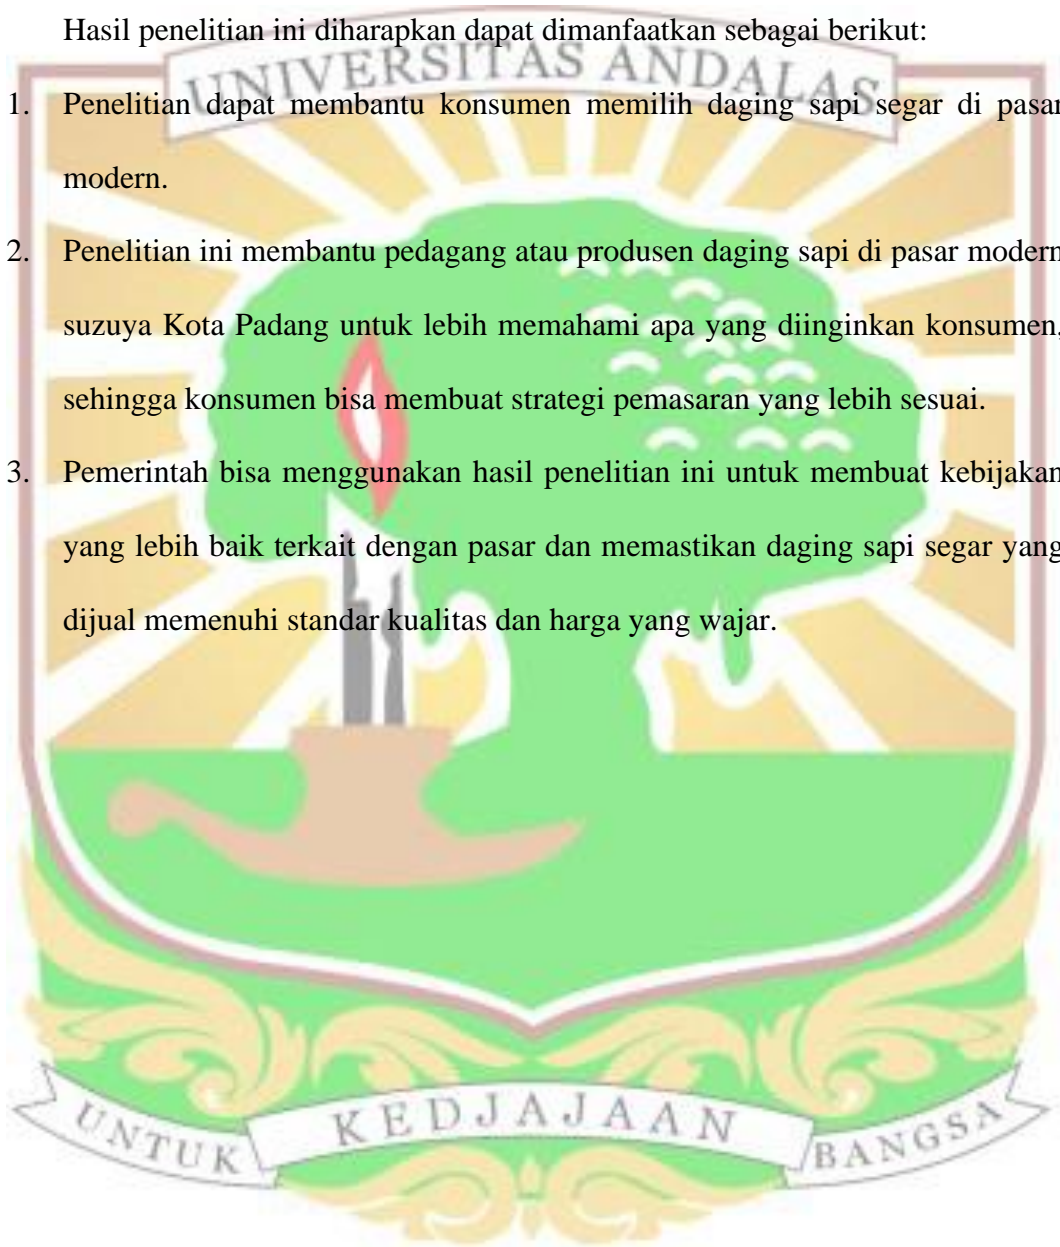 Hasil penelitian ini diharapkan dapat dimanfaatkan sebagai berikut:
UNIVERSITAS ANDALAS
1. Penelitian dapat membantu konsumen memilih daging sapi segar di pasar
modern.
2. Penelitian ini membantu pedagang atau produsen daging sapi di pasar modern
suzuya Kota Padang untuk lebih memahami apa yang diinginkan konsumen,
sehingga konsumen bisa membuat strategi pemasaran yang lebih sesuai.
3. Pemerintah bisa menggunakan hasil penelitian ini untuk membuat kebijakan
yang lebih baik terkait dengan pasar dan memastikan daging sapi segar yang
dijual memenuhi standar kualitas dan harga yang wajar.
UNTUK KEDJAJAAN BANGSA